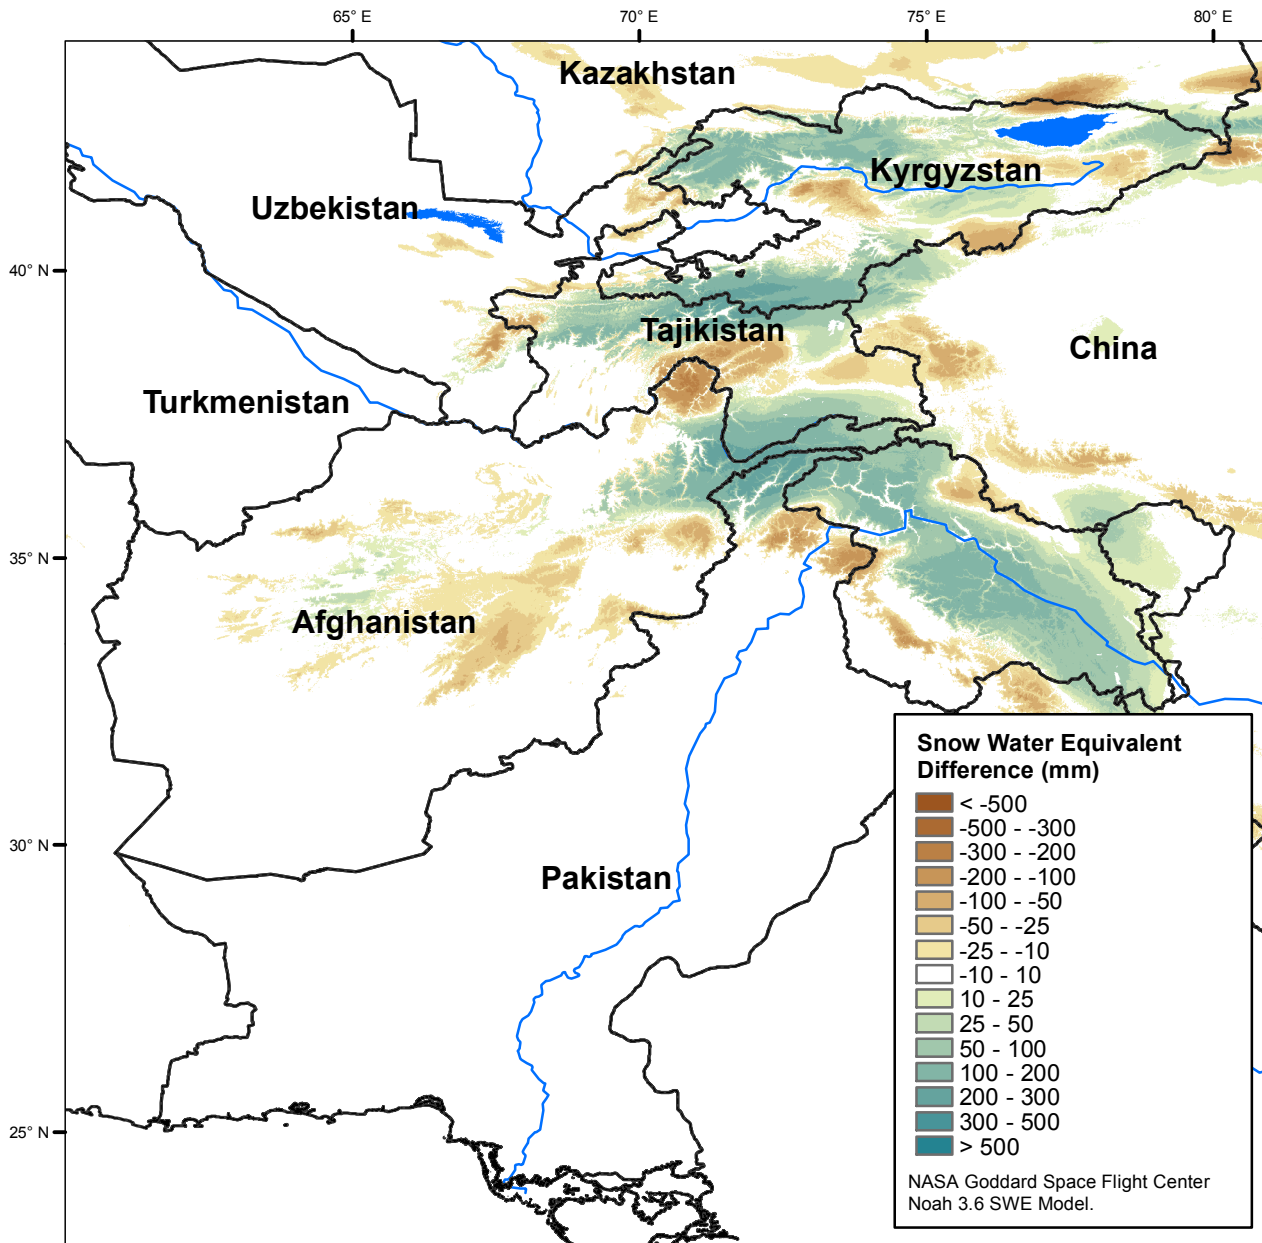 65° E
70° E
75° E
80° E
Kazakhstan
Kyrgyzstan
Uzbekistan
40° N
Tajikistan
China
Turkmenistan
35° N
Afghanistan
30° N
Pakistan
25° N
Snow Water Equivalent
Difference (mm)
< -500
-500 - -300
-300 - -200
-200 - -100
-100 - -50
-50 - -25
-25 - -10
-10 - 10
10 - 25
25 - 50
50 - 100
100 - 200
200 - 300
300 - 500
> 500
NASA Goddard Space Flight Center
Noah 3.6 SWE Model.